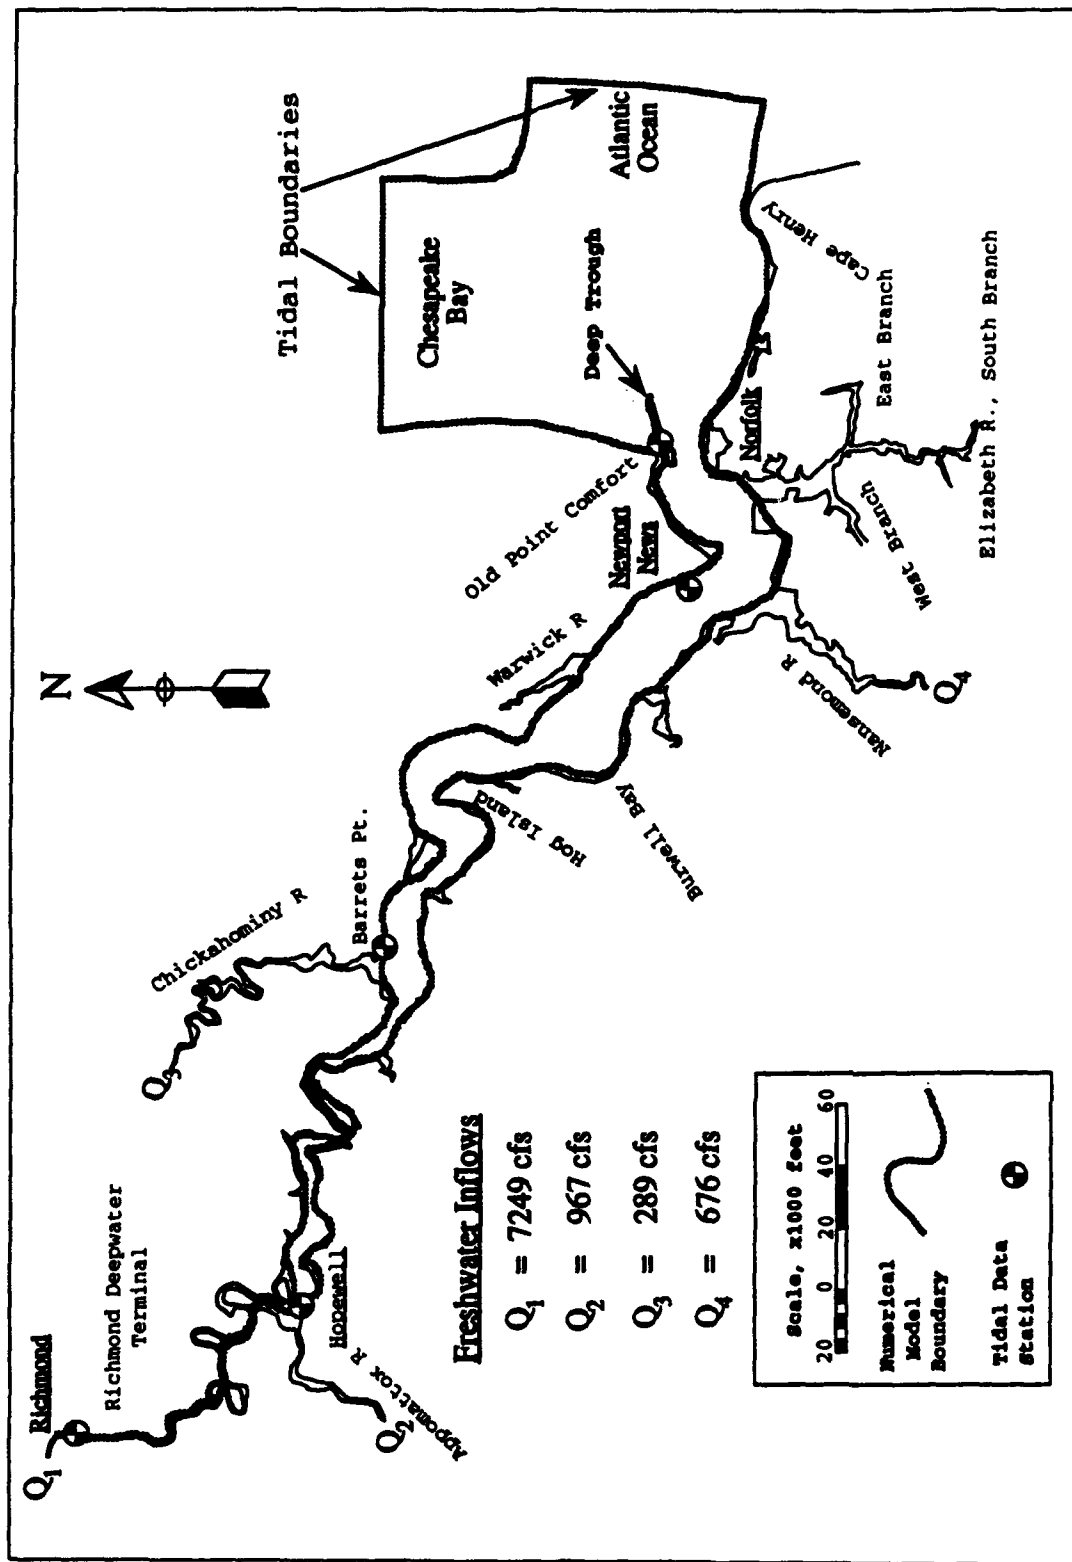 N
Tidal Boundaries
Chesapeake
Bay
Atlantic
Ocean
Deep Trough
Cape Henry
Old Point Comfort
Newport
News
Norfolk
East Branch
Elizabeth R., South Branch
West Branch
Nansemond R
Q4
Warwick R
Burwell Bay
Hog Island
Barrets Pt.
Chickahominy R
Q3
Richmond
Q1
Richmond Deepwater
Terminal
Hopewell
Appomattox R
Q2
Freshwater Inflows
Q1 = 7249 cfs
Q2 = 967 cfs
Q3 = 289 cfs
Q4 = 676 cfs
Scale, x1000 feet
20 0 20 40 60
Numerical
Model
Boundary
Tidal Data
Station